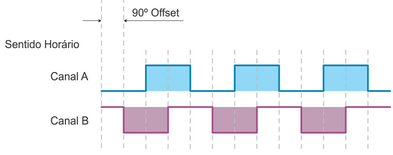 90º Offset
Sentido Horário
Canal A
Canal B